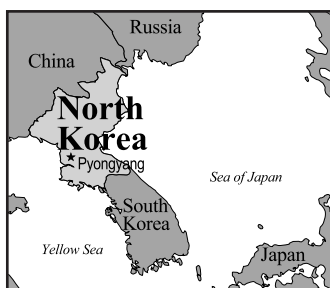 Russia
China
North
Korea
Pyongyang
Sea of Japan
South
Korea
Yellow Sea
Japan